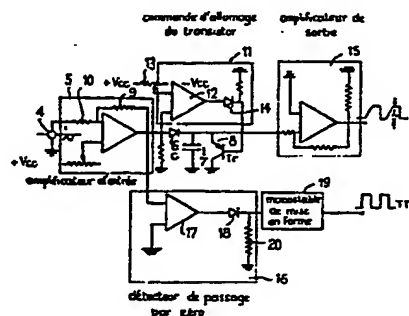 commande d'allumage
du transistor
amplificateur de
sortie
13
+Vcc
11
15
5
10
+Vcc
9
-Vcc
12
4
14
6
C
7
8
Tr
+Vcc
amplificateur d'entrée
19
monostable
de mise
en forme
17
18
20
16
détecteur de passage
par zéro